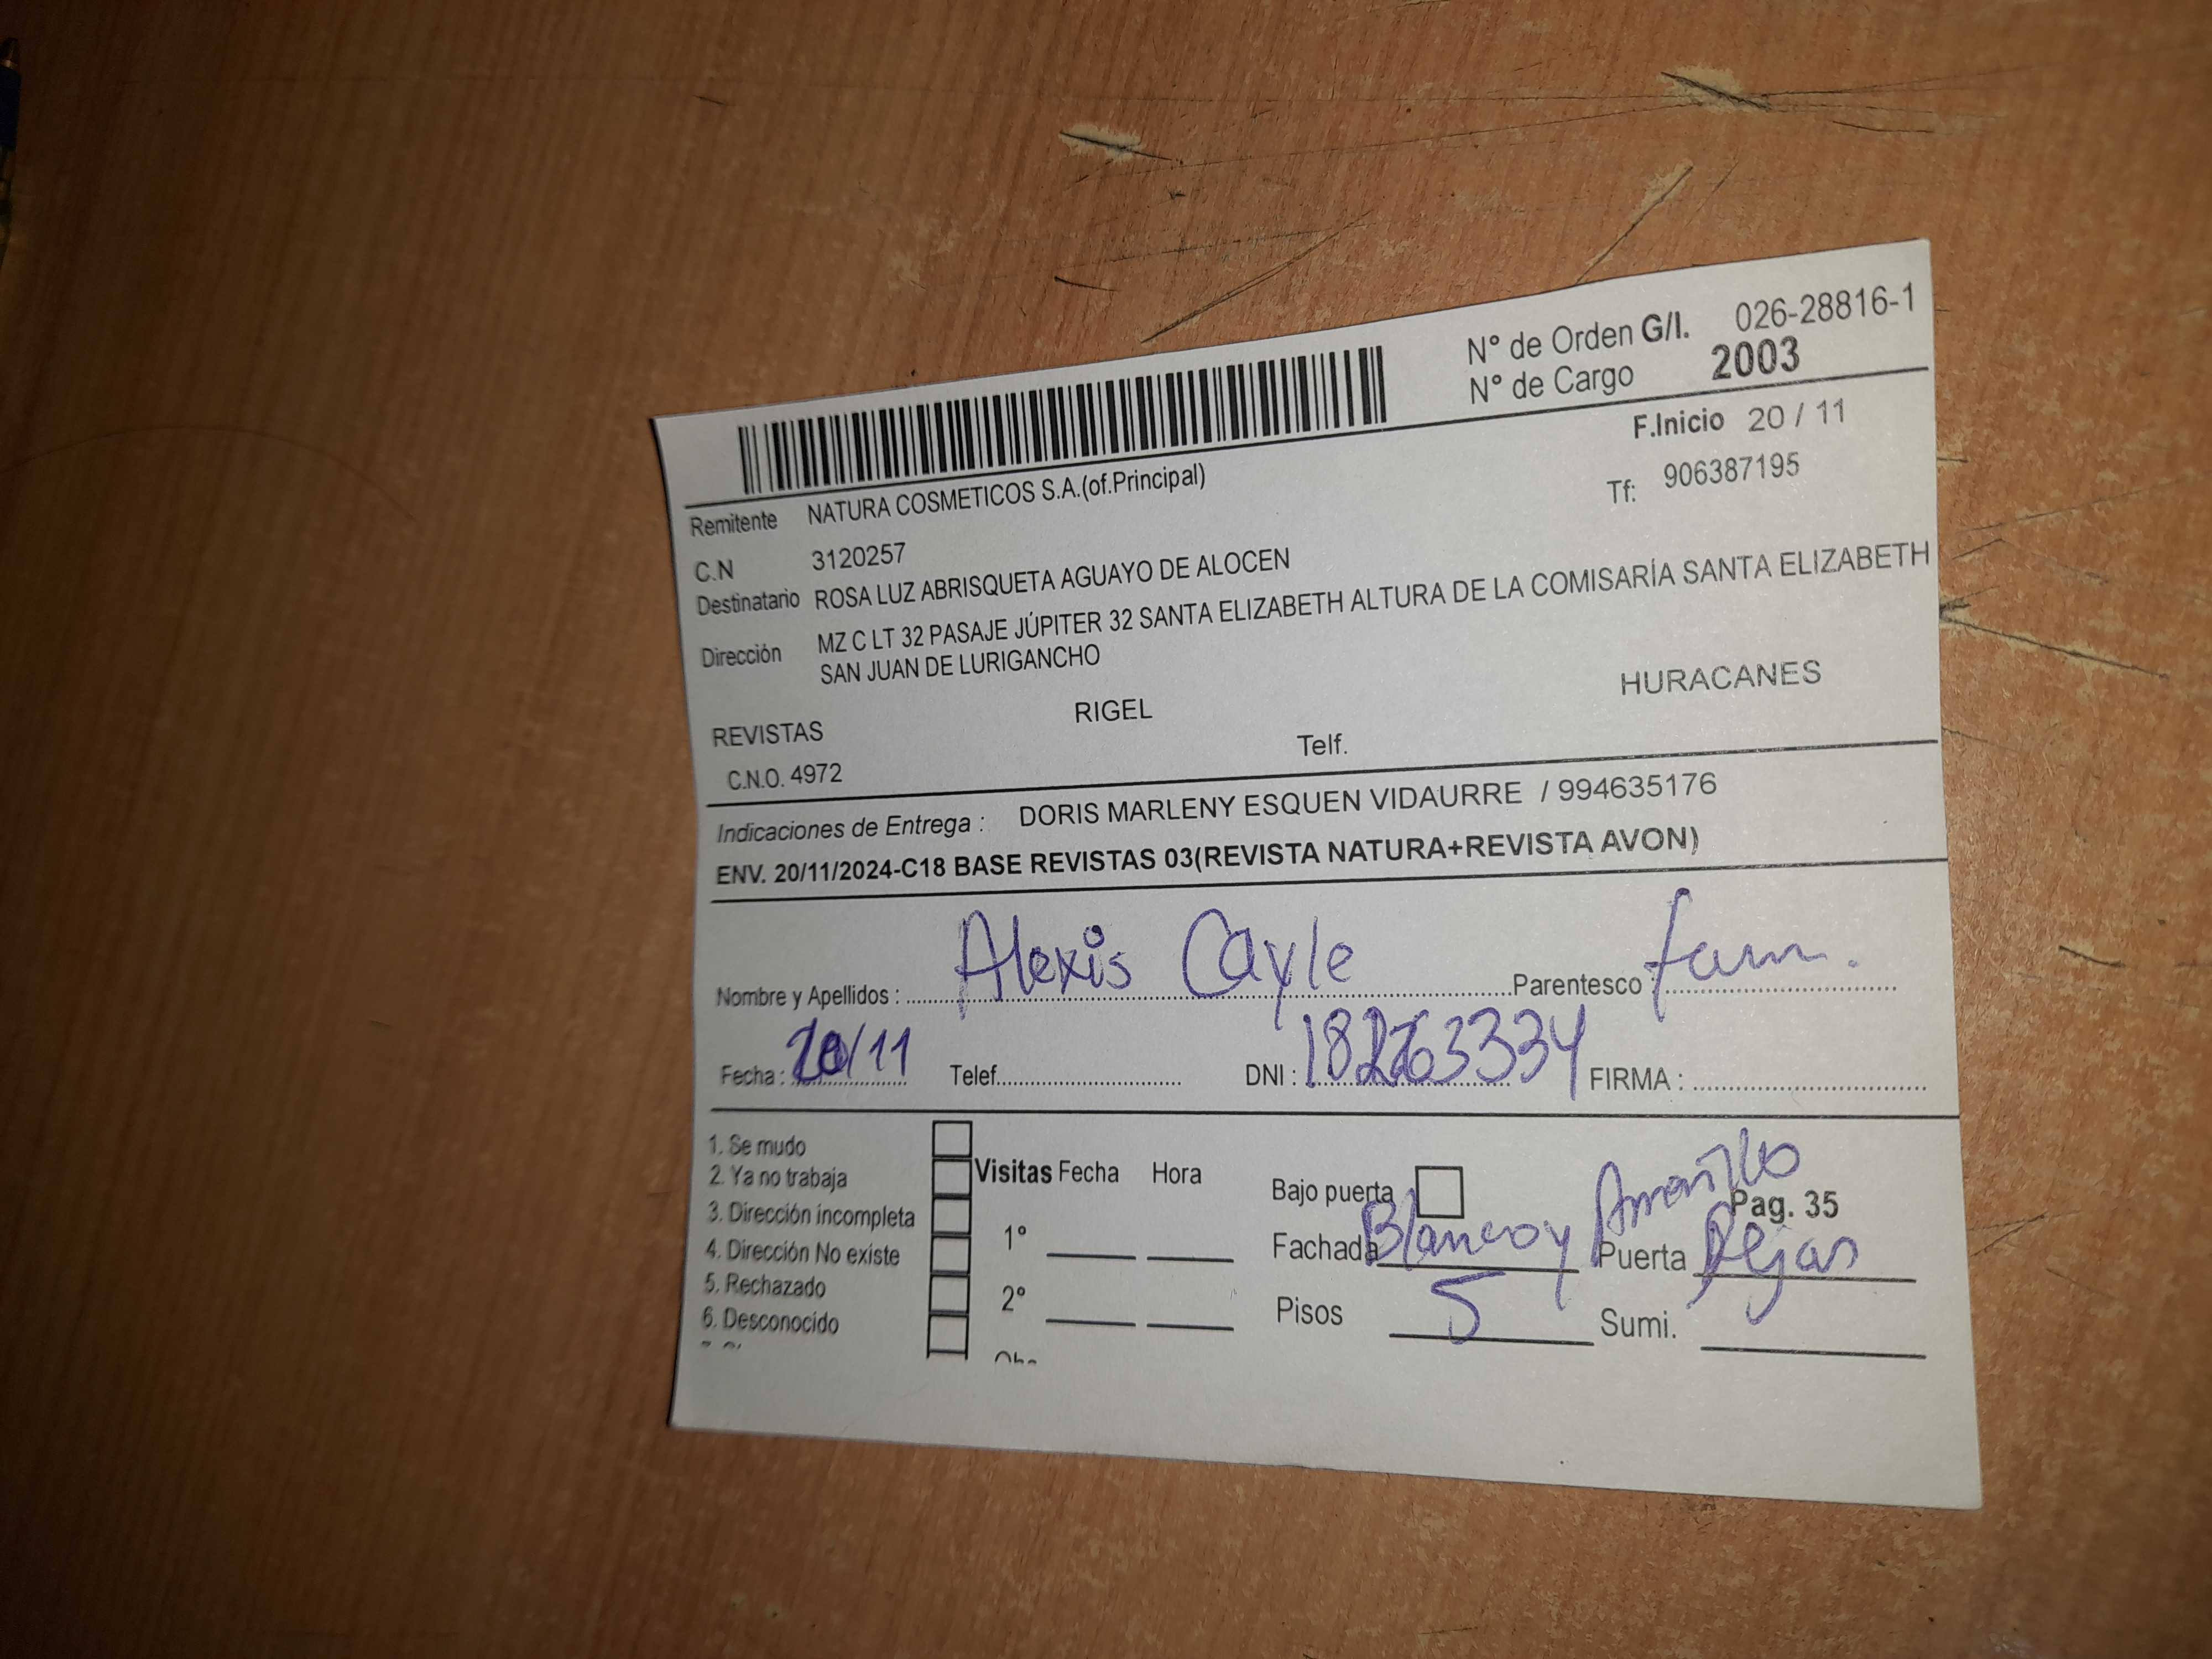 N° de Orden G/I. 026-28816-1
N° de Cargo 2003
F.Inicio 20 / 11
Remitente NATURA COSMETICOS S.A.(of.Principal) Tf: 906387195
C.N 3120257
Destinatario ROSA LUZ ABRISQUETA AGUAYO DE ALOCEN
Dirección MZ C LT 32 PASAJE JÚPITER 32 SANTA ELIZABETH ALTURA DE LA COMISARÍA SANTA ELIZABETH
SAN JUAN DE LURIGANCHO
REVISTAS RIGEL HURACANES
C.N.O. 4972 Telf.
Indicaciones de Entrega : DORIS MARLENY ESQUEN VIDAURRE / 994635176
ENV. 20/11/2024-C18 BASE REVISTAS 03(REVISTA NATURA+REVISTA AVON)
Nombre y Apellidos : Alexis Cayle Parentesco : fam.
Fecha : 20/11 Telef. DNI : FIRMA :
1. Se mudo
2. Ya no trabaja
3. Dirección incompleta
4. Dirección No existe
5. Rechazado
6. Desconocido
Visitas Fecha Hora
1°
2°
Bajo puerta Pag. 35
Fachada Blanco y Amarillo Puerta Rejas
Pisos 5 Sumi.